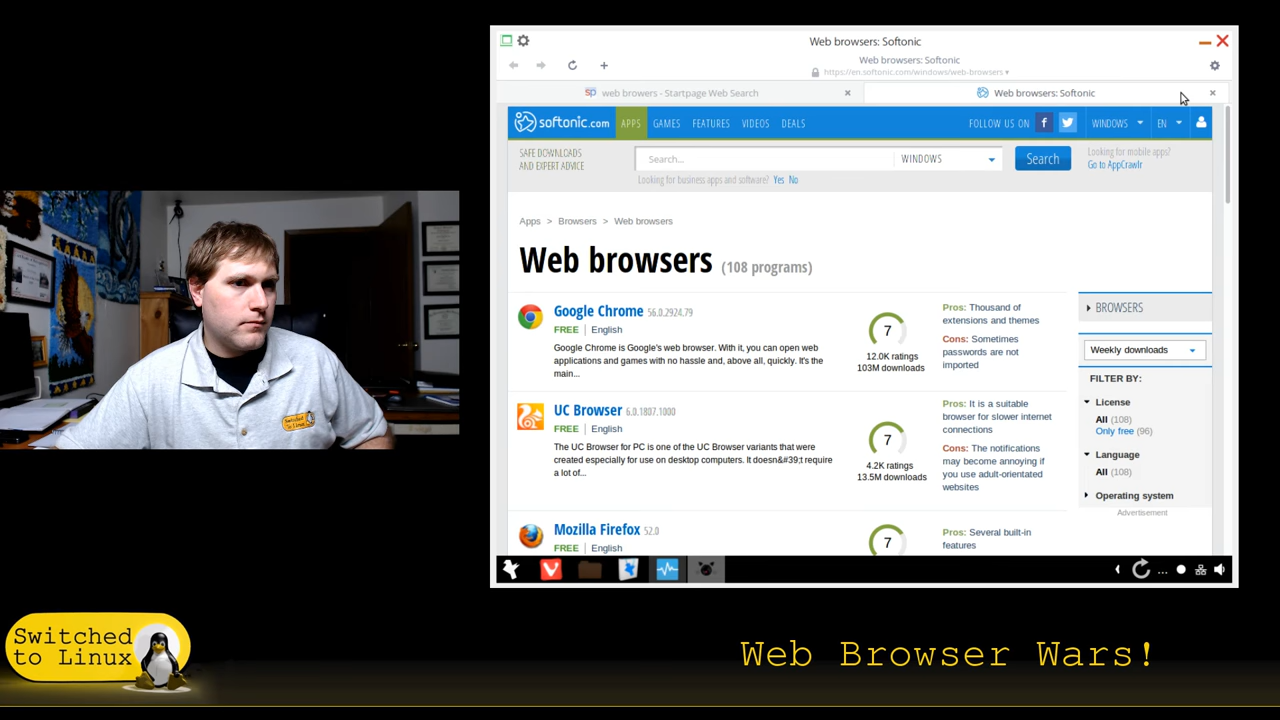 Web browsers: Softonic
Web browsers: Softonic
https://en.softonic.com/windows/web-browsers
web browers - Startpage Web Search
Web browsers: Softonic
softonic.com
APPS
GAMES
FEATURES
VIDEOS
DEALS
FOLLOW US ON
WINDOWS
EN
SAFE DOWNLOADS
AND EXPERT ADVICE
Search...
WINDOWS
Search
Looking for mobile apps?
Go to AppCrawlr
Looking for business apps and software? Yes No
Apps > Browsers > Web browsers
Web browsers (108 programs)
Google Chrome 56.0.2924.79
FREE | English
Google Chrome is Google's web browser. With it, you can open web
applications and games with no hassle and, above all, quickly. It's the
main...
7
12.0K ratings
103M downloads
Pros: Thousand of
extensions and themes
Cons: Sometimes
passwords are not
imported
UC Browser 6.0.1807.1000
FREE | English
The UC Browser for PC is one of the UC Browser variants that were
created especially for use on desktop computers. It doesn&#39;t require
a lot of...
7
4.2K ratings
13.5M downloads
Pros: It is a suitable
browser for slower internet
connections
Cons: The notifications
may become annoying if
you use adult-orientated
websites
Mozilla Firefox 52.0
FREE | English
7
Pros: Several built-in
features
BROWSERS
Weekly downloads
FILTER BY:
License
All (108)
Only free (96)
Language
All (108)
Operating system
Advertisement
Switched
to Linux
Web Browser Wars!